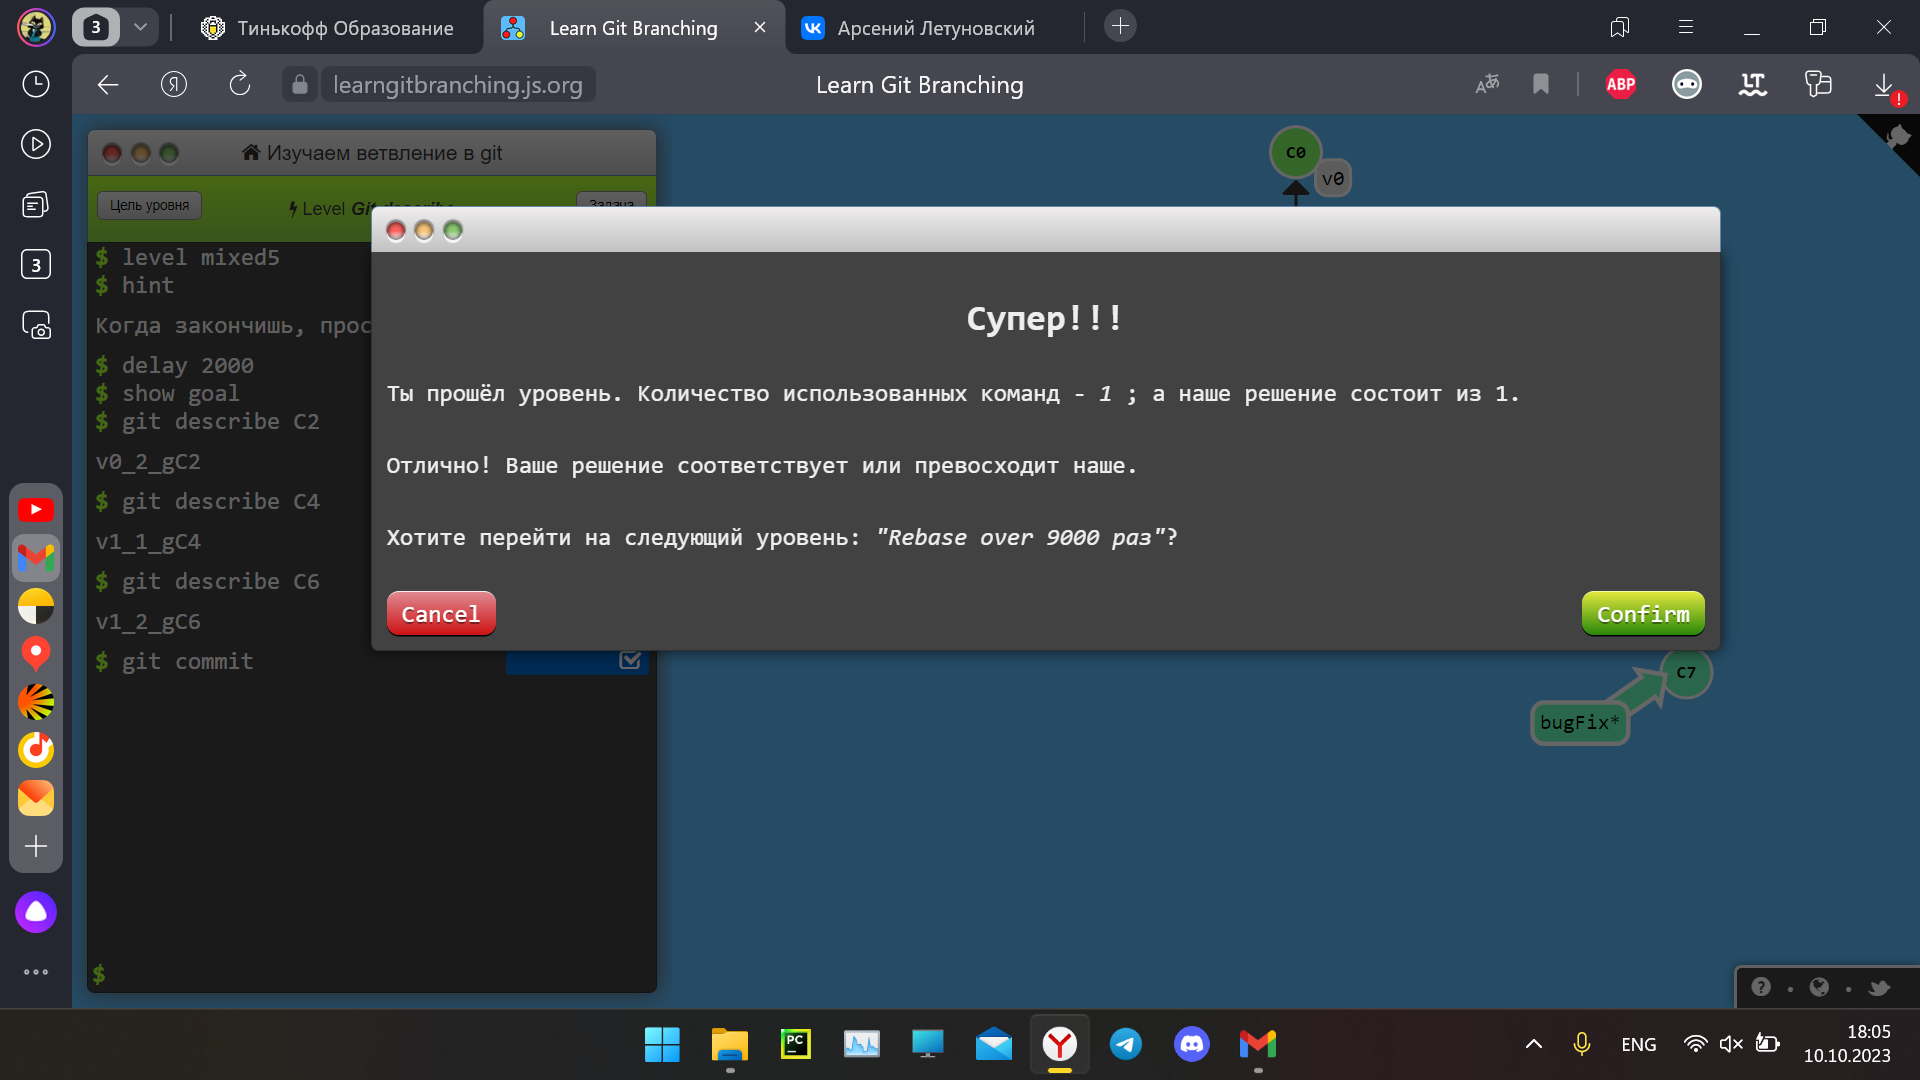 3
Тинькофф Образование
Learn Git Branching
Арсений Летуновский
Я
learngitbranching.js.org
Learn Git Branching
ABP
LT
Изучаем ветвление в git
C0
v0
Цель уровня
Level Git describe
Задача
$ level mixed5
$ hint
Когда закончишь, прос
$ delay 2000
$ show goal
$ git describe C2
v0_2_gC2
$ git describe C4
v1_1_gC4
$ git describe C6
v1_2_gC6
$ git commit
$
Супер!!!
Ты прошёл уровень. Количество использованных команд - 1 ; а наше решение состоит из 1.
Отлично! Ваше решение соответствует или превосходит наше.
Хотите перейти на следующий уровень: "Rebase over 9000 раз"?
Cancel
Confirm
C7
bugFix*
3
?
PC
ENG
18:05
10.10.2023